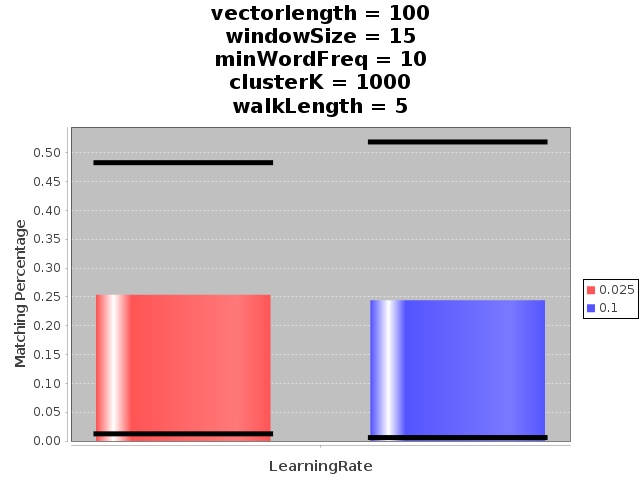 vectorlength = 100
windowSize = 15
minWordFreq = 10
clusterK = 1000
walkLength = 5
Matching Percentage
0.50
0.45
0.40
0.35
0.30
0.25
0.20
0.15
0.10
0.05
0.00
LearningRate
0.025
0.1